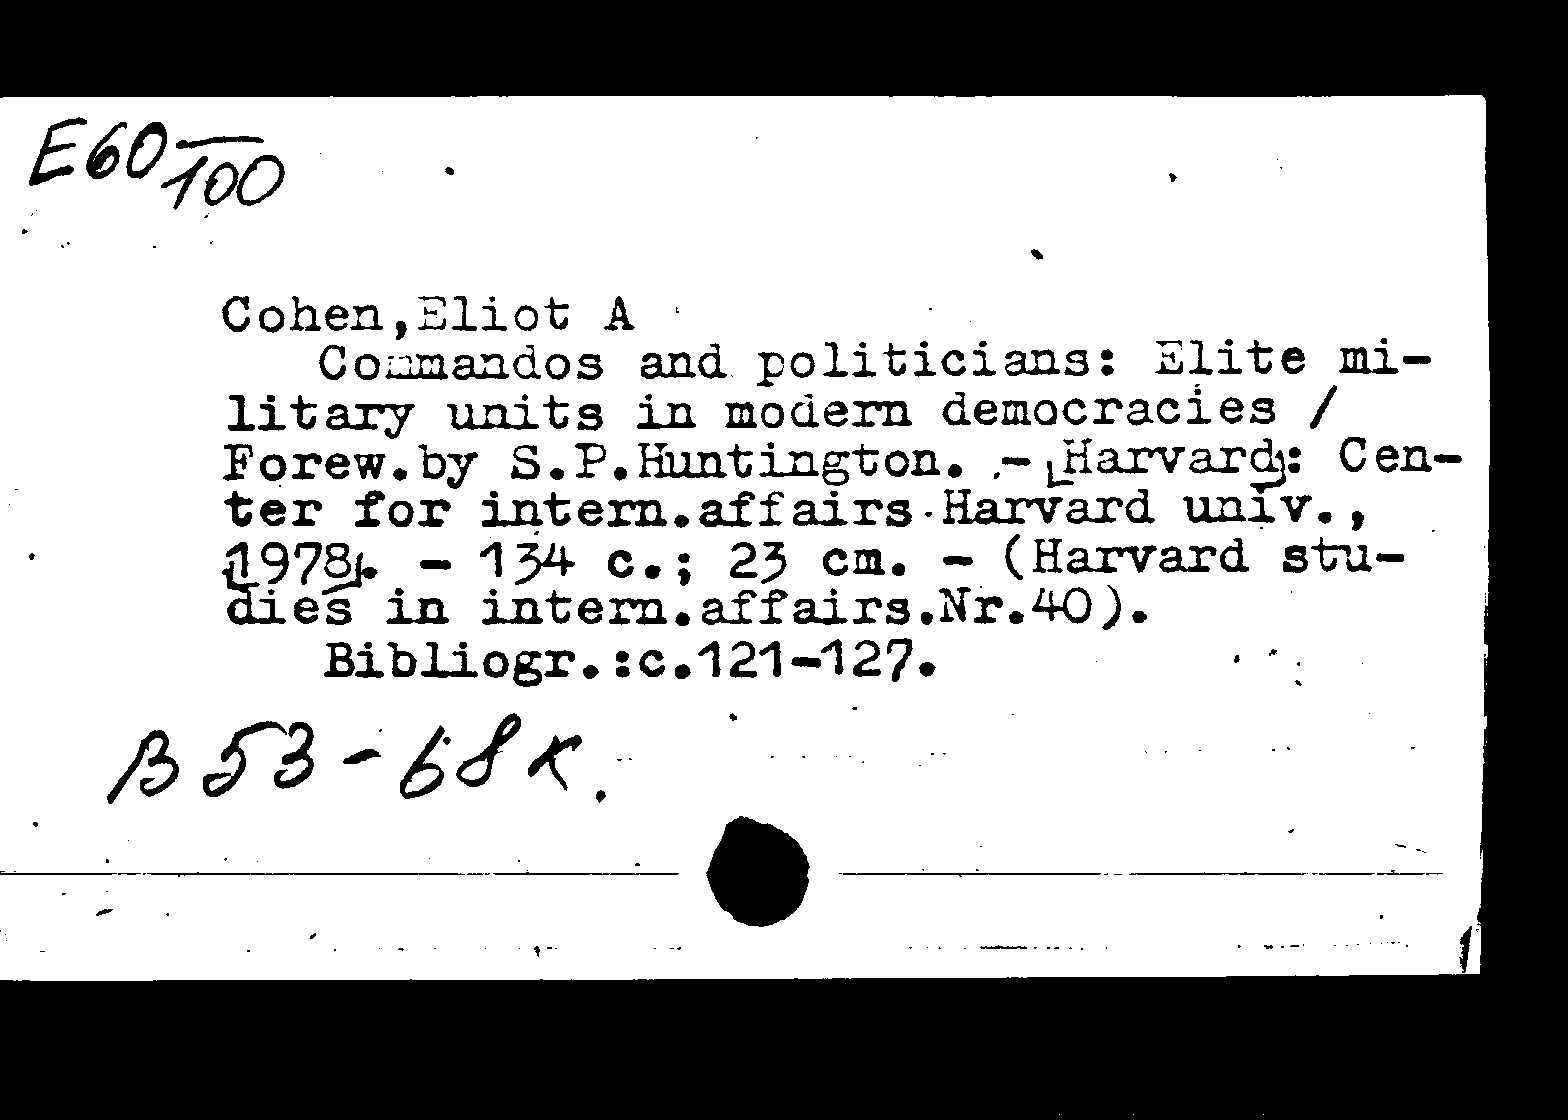 E60/100
Cohen,Eliot A
Commandos and politicians: Elite mi-
litary units in modern democracies /
Forew.by S.P.Huntington. - [Harvard]: Cen-
ter for intern.affairs Harvard univ.,
[1978]. - 134 c.; 23 cm. - (Harvard stu-
dies in intern.affairs.Nr.40).
Bibliogr.:c.121-127.
В 53-68к.